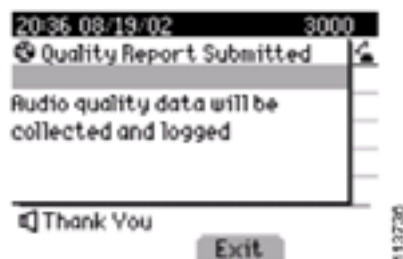 20:36 08/19/02 3000
Quality Report Submitted
Audio quality data will be
collected and logged
Thank You
Exit
113736